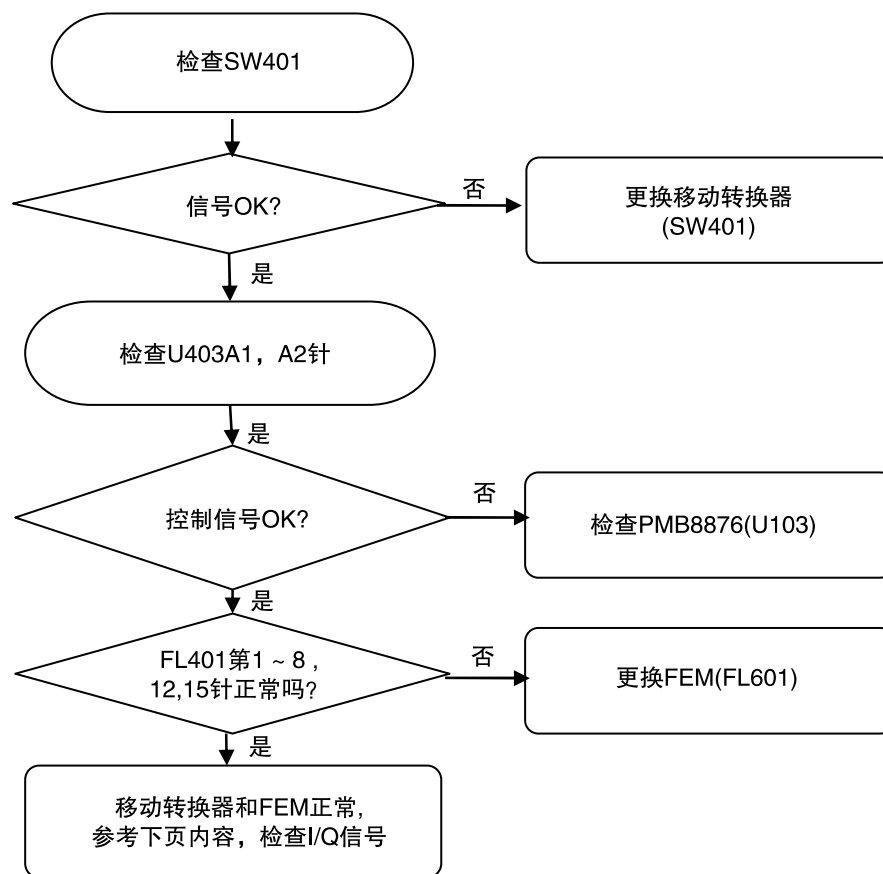 检查SW401
信号OK?
否
更换移动转换器
(SW401)
是
检查U403A1，A2针
是
控制信号OK?
否
检查PMB8876(U103)
是
FL401第1 ~ 8 ,
12,15针正常吗?
否
更换FEM(FL601)
是
移动转换器和FEM正常,
参考下页内容，检查I/Q信号